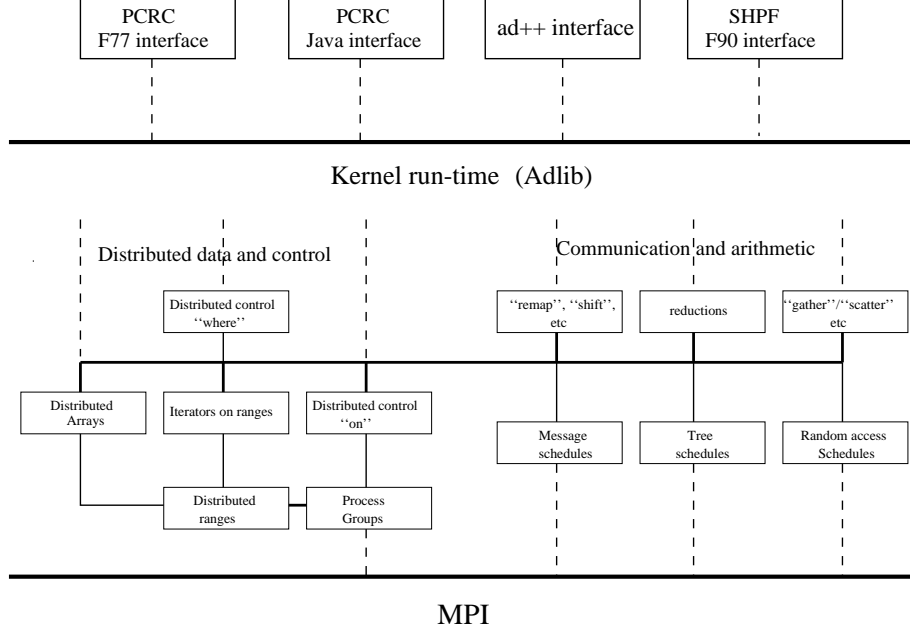 PCRC
F77 interface
PCRC
Java interface
ad++ interface
SHPF
F90 interface
Kernel run-time (Adlib)
Distributed data and control
Communication and arithmetic
Distributed control
‘‘where’’
‘‘remap’’, ‘‘shift’’,
etc
reductions
‘‘gather’’/‘‘scatter’’
etc
Distributed
Arrays
Iterators on ranges
Distributed control
‘‘on’’
Message
schedules
Tree
schedules
Random access
Schedules
Distributed
ranges
Process
Groups
MPI